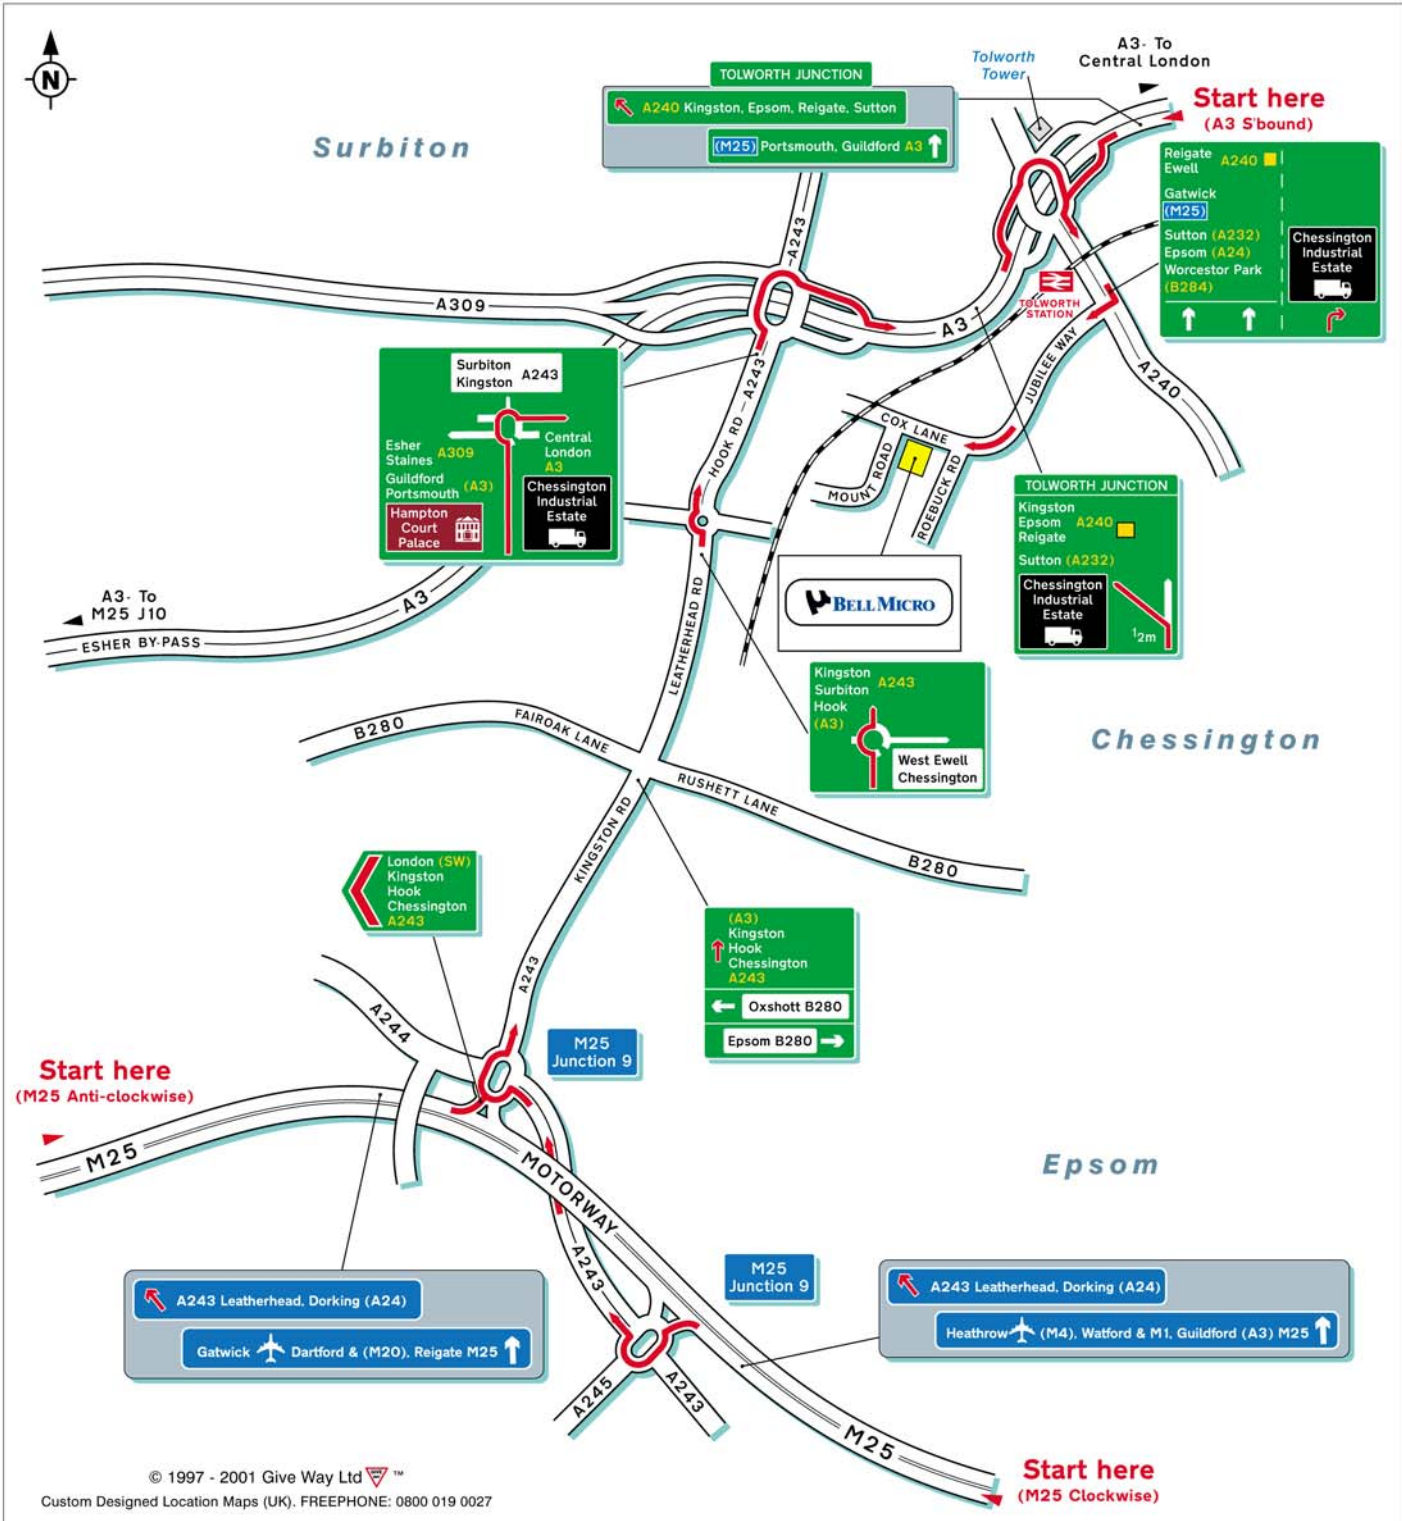 N
Surbiton
TOLWORTH JUNCTION
A240 Kingston, Epsom, Reigate, Sutton
(M25) Portsmouth, Guildford A3
Tolworth
Tower
A3- To
Central London
Start here
(A3 S'bound)
Reigate
Ewell
A240
Gatwick
(M25)
Sutton (A232)
Epsom (A24)
Worcestor Park
(B284)
Chessington
Industrial
Estate
A243
A309
A3
TOLWORTH
STATION
JUBILEE WAY
A240
Surbiton
Kingston
A243
Esher
Staines
A309
Guildford
Portsmouth
(A3)
Hampton
Court
Palace
Central
London
A3
Chessington
Industrial
Estate
HOOK RD - A243
COX LANE
MOUNT ROAD
ROEBUCK RD
TOLWORTH JUNCTION
Kingston
Epsom
Reigate
A240
Sutton (A232)
Chessington
Industrial
Estate
1/2m
BELL MICRO
A3- To
M25 J10
ESHER BY-PASS
A3
LEATHERHEAD RD
Kingston
Surbiton
A243
Hook
(A3)
West Ewell
Chessington
Chessington
B280
FAIROAK LANE
RUSHETT LANE
B280
KINGSTON RD
A243
London (SW)
Kingston
Hook
Chessington
A243
(A3)
Kingston
Hook
Chessington
A243
Oxshott B280
Epsom B280
A244
M25
Junction 9
Start here
(M25 Anti-clockwise)
M25
MOTORWAY
Epsom
A243
M25
Junction 9
A243 Leatherhead, Dorking (A24)
Gatwick Dartford & (M20), Reigate M25
A243 Leatherhead, Dorking (A24)
Heathrow (M4), Watford & M1, Guildford (A3) M25
A245
A243
M25
Start here
(M25 Clockwise)
© 1997 - 2001 Give Way Ltd ™
Custom Designed Location Maps (UK). FREEPHONE: 0800 019 0027